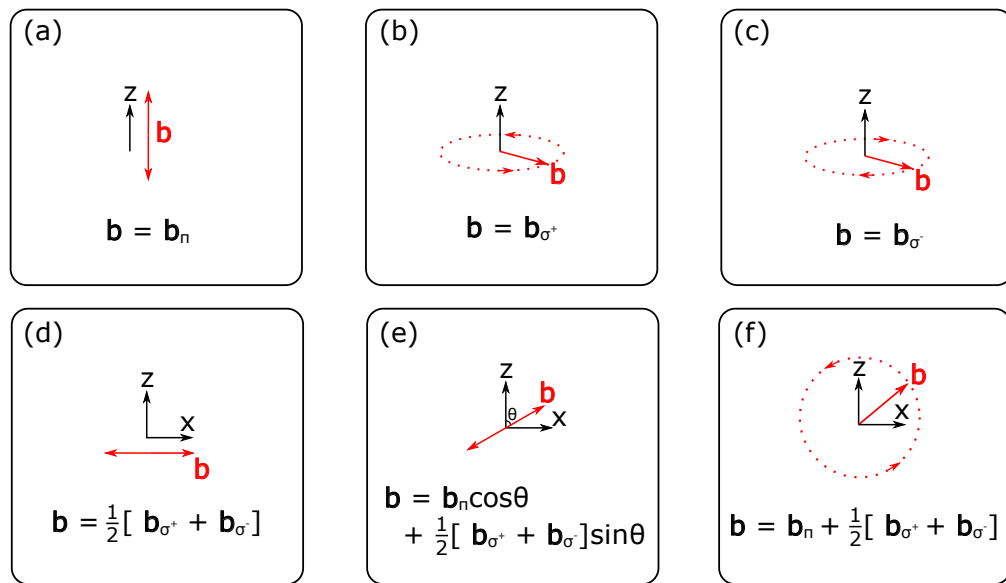 (a)
z
b
b = bπ
(b)
z
b
b = bσ⁺
(c)
z
b
b = bσ⁻
(d)
z
x
b
b = ½[ bσ⁺ + bσ⁻]
(e)
z
b
θ
x
b = bπcosθ
+ ½[ bσ⁺ + bσ⁻]sinθ
(f)
z
b
x
b = bπ + ½[ bσ⁺ + bσ⁻]